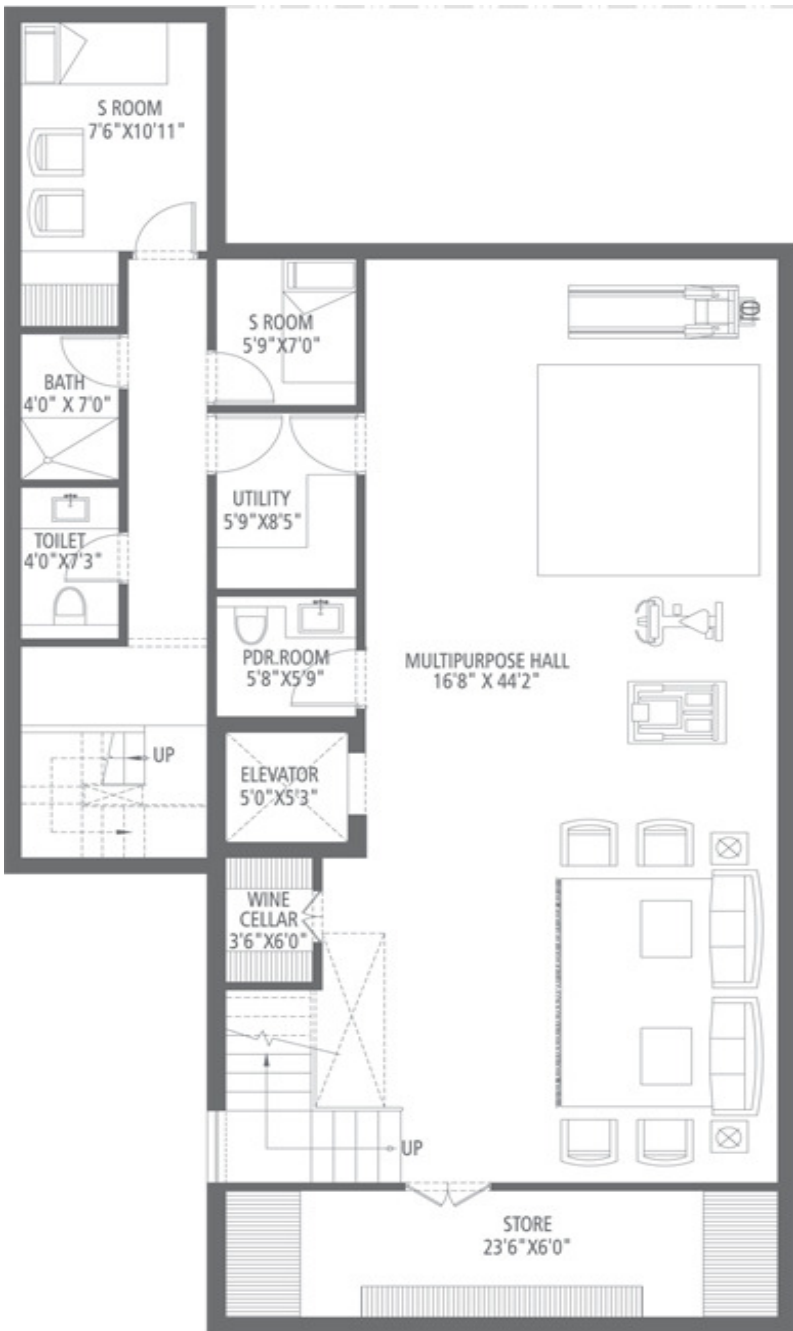 S ROOM
7'6"X10'11"
S ROOM
5'9"X7'0"
BATH
4'0" X 7'0"
UTILITY
5'9"X8'5"
TOILET
4'0"X7'3"
PDR.ROOM
5'8"X5'9"
MULTIPURPOSE HALL
16'8" X 44'2"
UP
ELEVATOR
5'0"X5'3"
WINE
CELLAR
3'6"X6'0"
UP
STORE
23'6"X6'0"